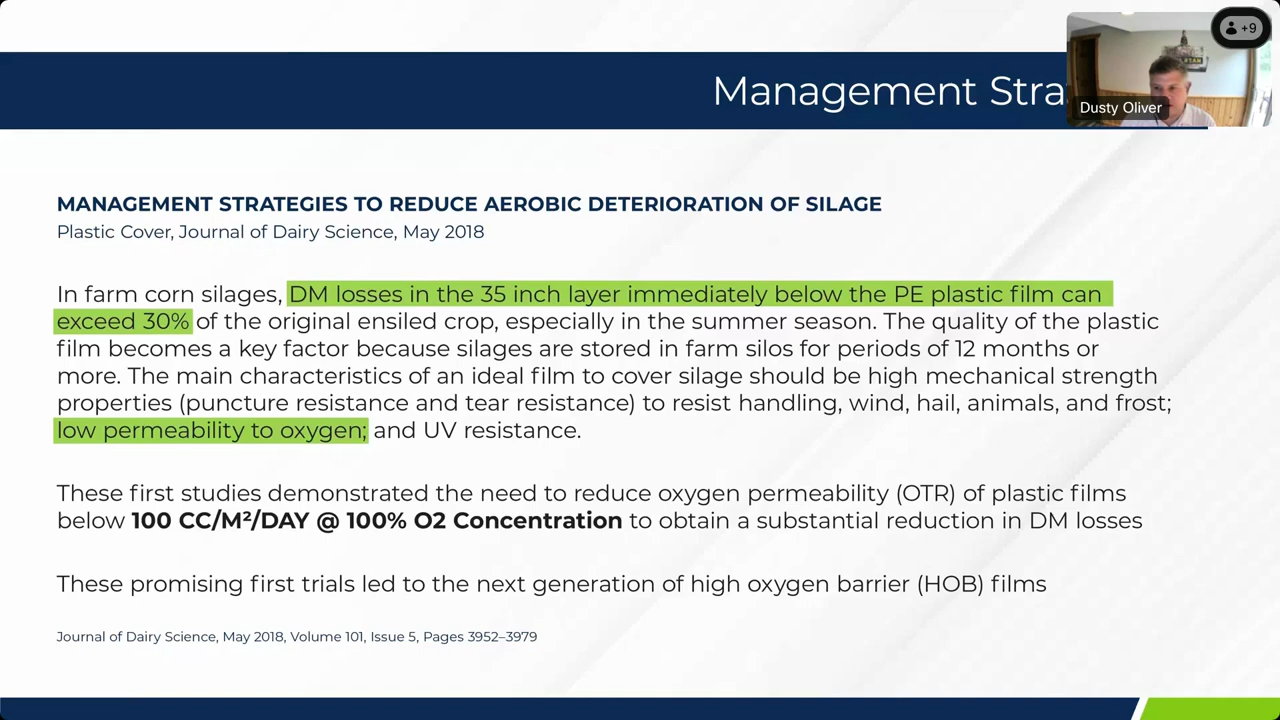 +9
Management Stra
Dusty Oliver
MANAGEMENT STRATEGIES TO REDUCE AEROBIC DETERIORATION OF SILAGE
Plastic Cover, Journal of Dairy Science, May 2018
In farm corn silages, DM losses in the 35 inch layer immediately below the PE plastic film can
exceed 30% of the original ensiled crop, especially in the summer season. The quality of the plastic
film becomes a key factor because silages are stored in farm silos for periods of 12 months or
more. The main characteristics of an ideal film to cover silage should be high mechanical strength
properties (puncture resistance and tear resistance) to resist handling, wind, hail, animals, and frost;
low permeability to oxygen; and UV resistance.
These first studies demonstrated the need to reduce oxygen permeability (OTR) of plastic films
below 100 CC/M²/DAY @ 100% O2 Concentration to obtain a substantial reduction in DM losses
These promising first trials led to the next generation of high oxygen barrier (HOB) films
Journal of Dairy Science, May 2018, Volume 101, Issue 5, Pages 3952–3979